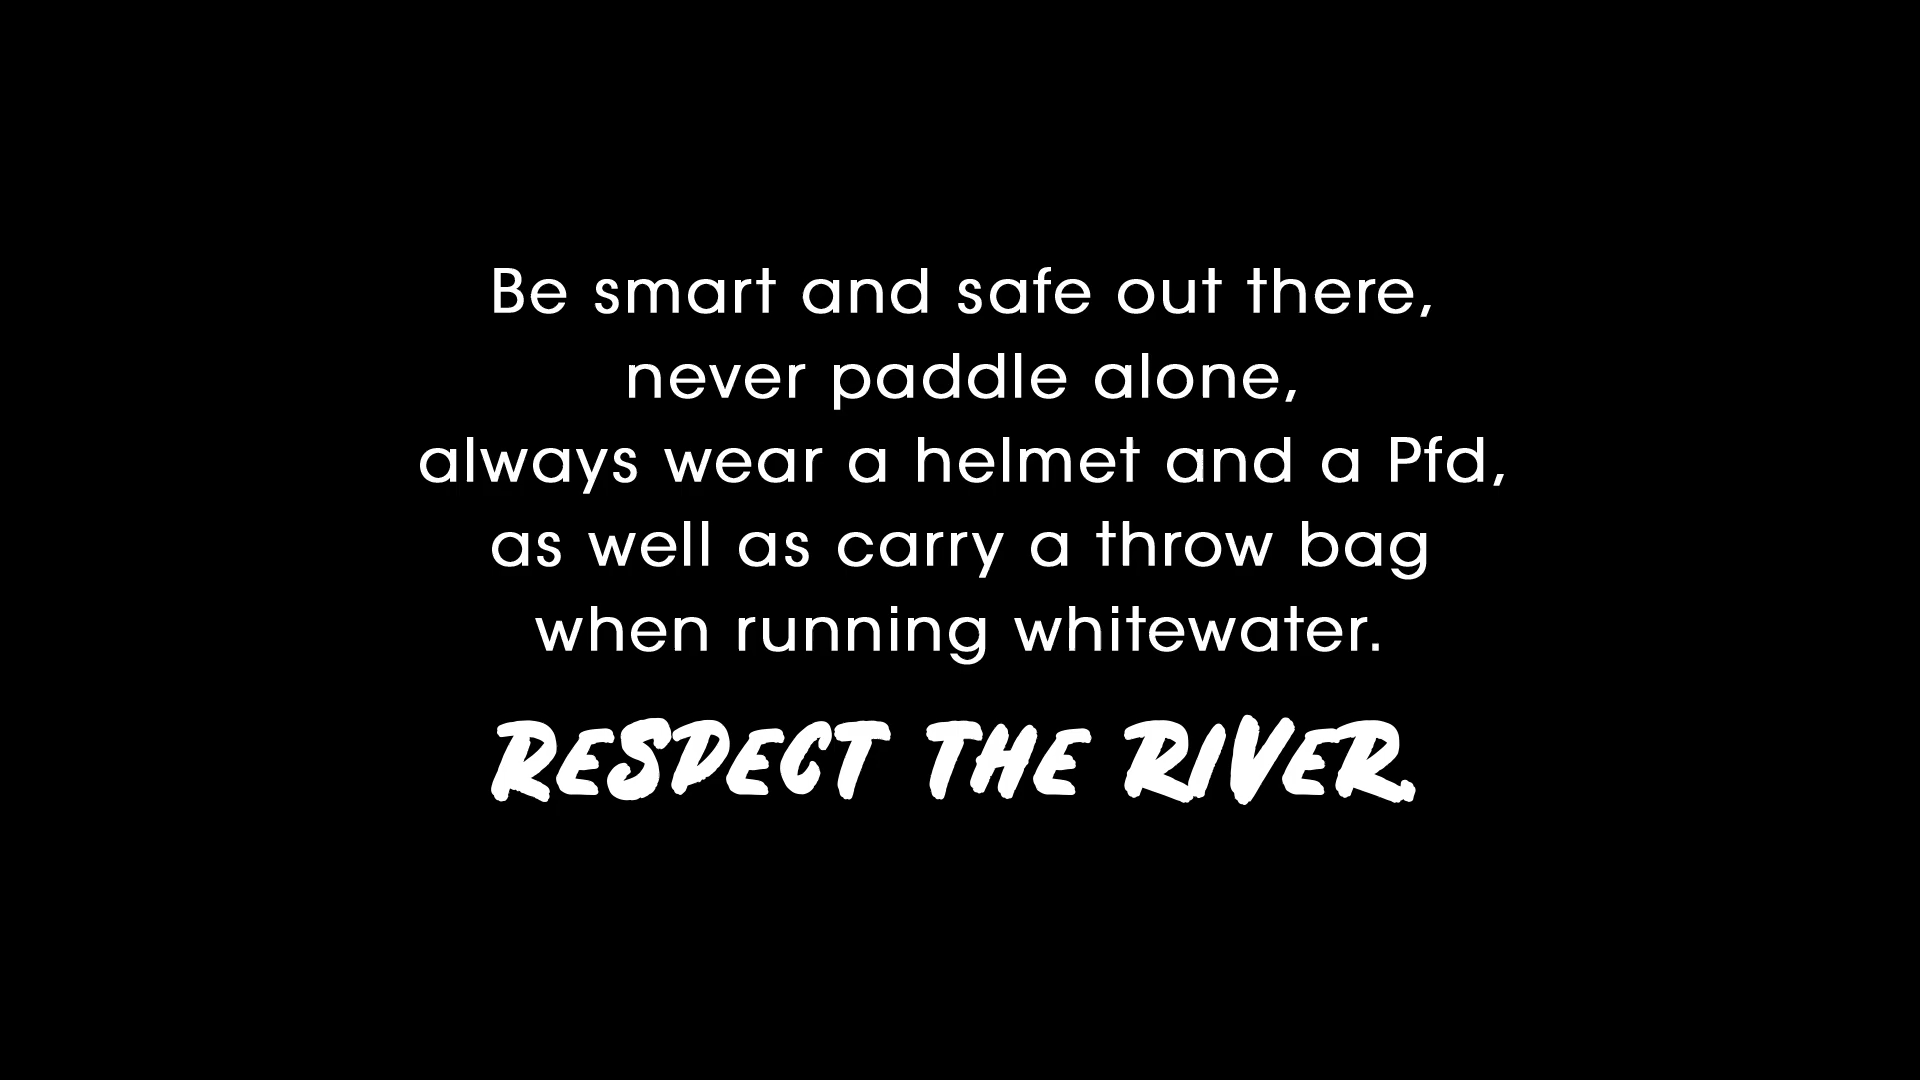 Be smart and safe out there,
never paddle alone,
always wear a helmet and a Pfd,
as well as carry a throw bag
when running whitewater.
RESPECT THE RIVER.